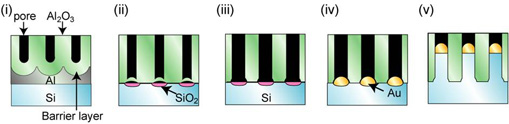 (i) (ii) (iii) (iv) (v)
pore Al₂O₃
Al
Si
Barrier layer
SiO₂
Si
Au